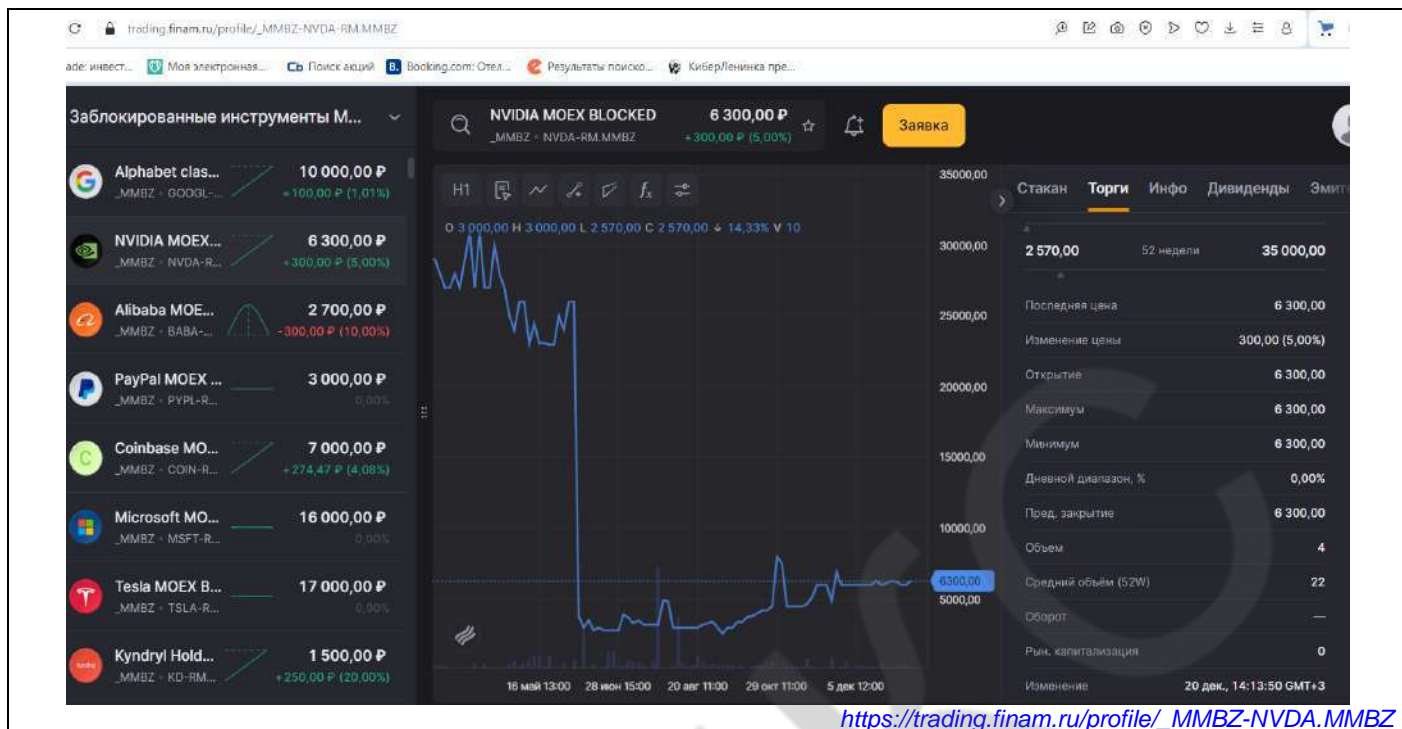 trading.finam.ru/profile/_MMBZ-NVDA-RM.MMBZ
ade: инвест... Моя электронная... Поиск акций Booking.com: Отел... Результаты поиско... КиберЛенинка пре...
Заблокированные инструменты М...
NVIDIA MOEX BLOCKED 6 300,00 ₽
_MMBZ · NVDA-RM.MMBZ +300,00 ₽ (5,00%)
Заявка
Alphabet clas... 10 000,00 ₽
_MMBZ · GOOGL-... +100,00 ₽ (1,01%)
NVIDIA MOEX... 6 300,00 ₽
_MMBZ · NVDA-R... +300,00 ₽ (5,00%)
Alibaba MOE... 2 700,00 ₽
_MMBZ · BABA-... -300,00 ₽ (10,00%)
PayPal MOEX ... 3 000,00 ₽
_MMBZ · PYPL-R... 0,00%
Coinbase MO... 7 000,00 ₽
_MMBZ · COIN-R... +274,47 ₽ (4,08%)
Microsoft MO... 16 000,00 ₽
_MMBZ · MSFT-R... 0,00%
Tesla MOEX B... 17 000,00 ₽
_MMBZ · TSLA-R... 0,00%
Kyndryl Hold... 1 500,00 ₽
_MMBZ · KD-RM... +250,00 ₽ (20,00%)
H1
O 3 000,00 H 3 000,00 L 2 570,00 C 2 570,00 ↓ 14,33% V 10
35000,00
30000,00
25000,00
20000,00
15000,00
10000,00
6300,00
5000,00
16 май 13:00 28 июн 15:00 20 авг 11:00 29 окт 11:00 5 дек 12:00
Стакан Торги Инфо Дивиденды Эмит
2 570,00 52 недели 35 000,00
Последняя цена 6 300,00
Изменение цены 300,00 (5,00%)
Открытие 6 300,00
Максимум 6 300,00
Минимум 6 300,00
Дневной диапазон, % 0,00%
Пред. закрытие 6 300,00
Объем 4
Средний объём (52W) 22
Оборот —
Рын. капитализация 0
Изменение 20 дек., 14:13:50 GMT+3
https://trading.finam.ru/profile/_MMBZ-NVDA.MMBZ